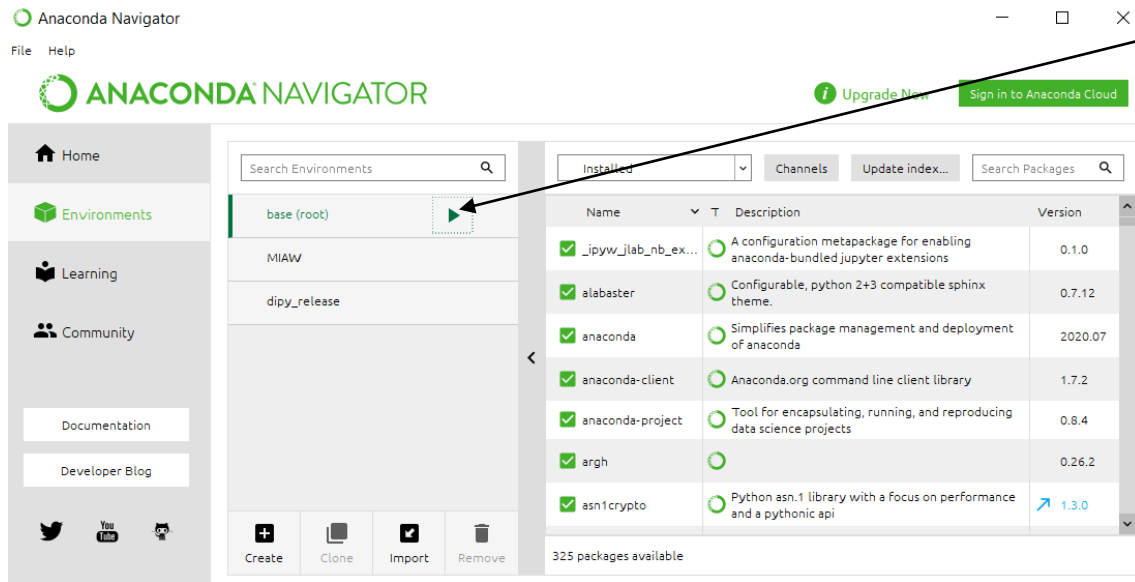 Anaconda Navigator
File Help
ANACONDA NAVIGATOR
Upgrade Now
Sign in to Anaconda Cloud
Home
Environments
Learning
Community
Documentation
Developer Blog
You
Tube
Search Environments
base (root)
MIAW
dipy_release
Create Clone Import Remove
Installed Channels Update index... Search Packages
Name T Description Version
_ipyw_jlab_nb_ex... A configuration metapackage for enabling
anaconda-bundled jupyter extensions 0.1.0
alabaster Configurable, python 2+3 compatible sphinx
theme. 0.7.12
anaconda Simplifies package management and deployment
of anaconda 2020.07
anaconda-client Anaconda.org command line client library 1.7.2
anaconda-project Tool for encapsulating, running, and reproducing
data science projects 0.8.4
argh 0.26.2
asn1crypto Python asn.1 library with a focus on performance
and a pythonic api 1.3.0
325 packages available